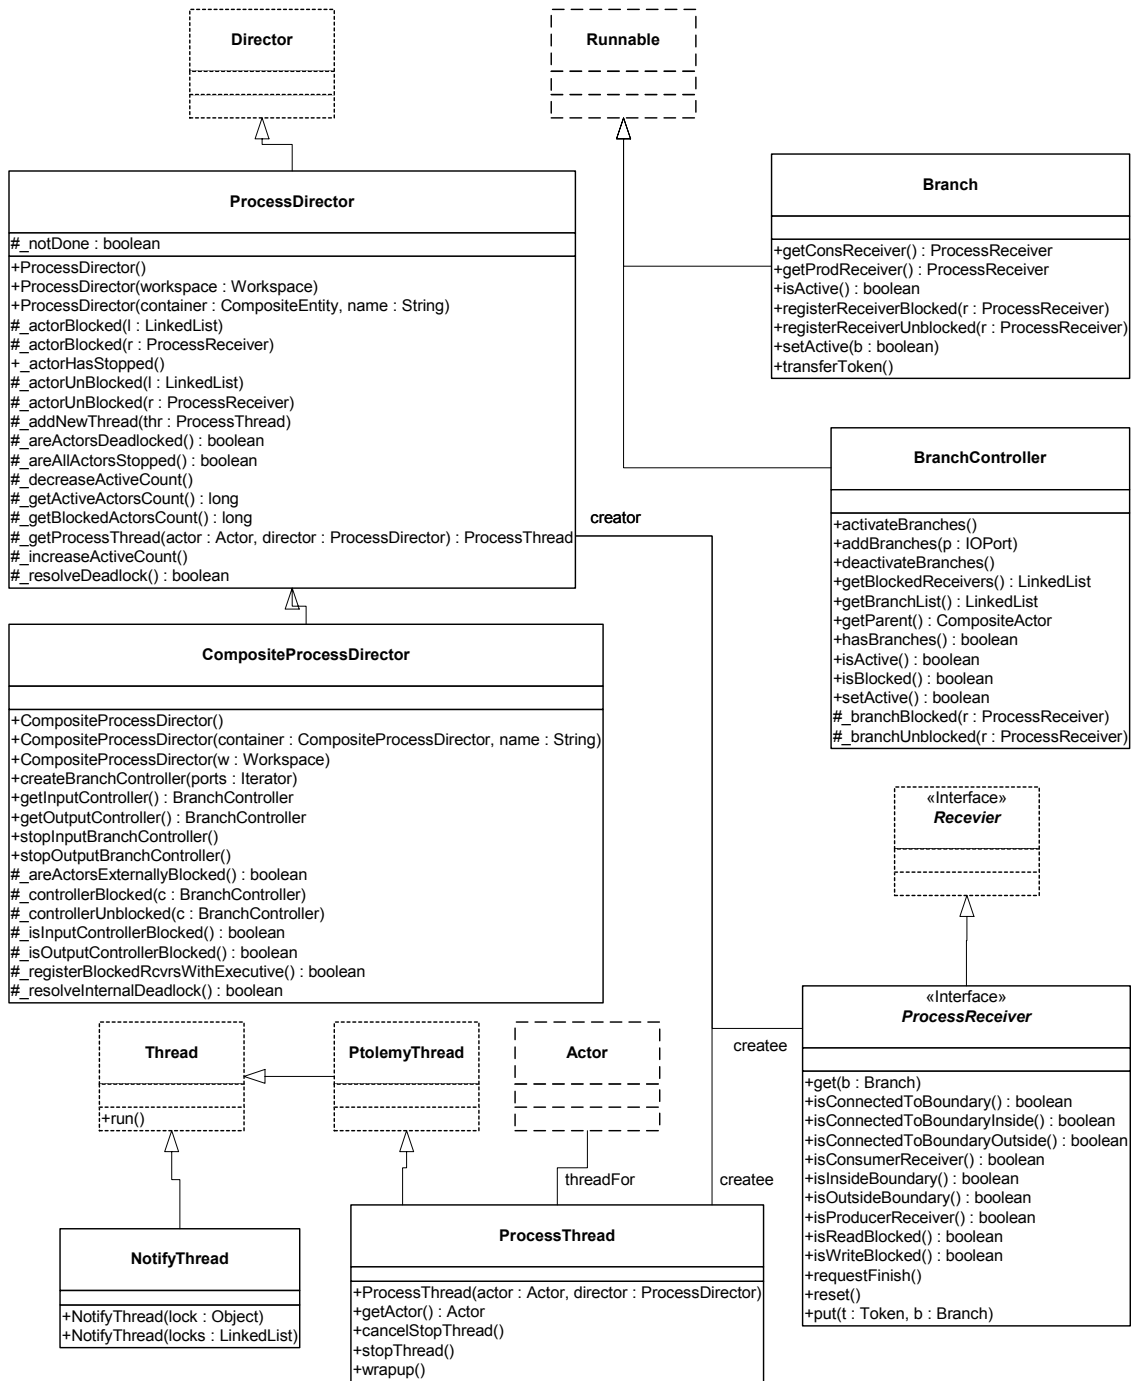 Director
Runnable
ProcessDirector
#_notDone : boolean
+ProcessDirector()
+ProcessDirector(workspace : Workspace)
+ProcessDirector(container : CompositeEntity, name : String)
#_actorBlocked(l : LinkedList)
#_actorBlocked(r : ProcessReceiver)
+_actorHasStopped()
#_actorUnBlocked(l : LinkedList)
#_actorUnBlocked(r : ProcessReceiver)
#_addNewThread(thr : ProcessThread)
#_areActorsDeadlocked() : boolean
#_areAllActorsStopped() : boolean
#_decreaseActiveCount()
#_getActiveActorsCount() : long
#_getBlockedActorsCount() : long
#_getProcessThread(actor : Actor, director : ProcessDirector) : ProcessThread
#_increaseActiveCount()
#_resolveDeadlock() : boolean
Branch
+getConsReceiver() : ProcessReceiver
+getProdReceiver() : ProcessReceiver
+isActive() : boolean
+registerReceiverBlocked(r : ProcessReceiver)
+registerReceiverUnblocked(r : ProcessReceiver)
+setActive(b : boolean)
+transferToken()
BranchController
+activateBranches()
+addBranches(p : IOPort)
+deactivateBranches()
+getBlockedReceivers() : LinkedList
+getBranchList() : LinkedList
+getParent() : CompositeActor
+hasBranches() : boolean
+isActive() : boolean
+isBlocked() : boolean
+setActive() : boolean
#_branchBlocked(r : ProcessReceiver)
#_branchUnblocked(r : ProcessReceiver)
creator
CompositeProcessDirector
+CompositeProcessDirector()
+CompositeProcessDirector(container : CompositeProcessDirector, name : String)
+CompositeProcessDirector(w : Workspace)
+createBranchController(ports : Iterator)
+getInputController() : BranchController
+getOutputController() : BranchController
+stopInputBranchController()
+stopOutputBranchController()
#_areActorsExternallyBlocked() : boolean
#_controllerBlocked(c : BranchController)
#_controllerUnblocked(c : BranchController)
#_isInputControllerBlocked() : boolean
#_isOutputControllerBlocked() : boolean
#_registerBlockedRcvrsWithExecutive() : boolean
#_resolveInternalDeadlock() : boolean
«Interface»
Recevier
«Interface»
ProcessReceiver
+get(b : Branch)
+isConnectedToBoundary() : boolean
+isConnectedToBoundaryInside() : boolean
+isConnectedToBoundaryOutside() : boolean
+isConsumerReceiver() : boolean
+isInsideBoundary() : boolean
+isOutsideBoundary() : boolean
+isProducerReceiver() : boolean
+isReadBlocked() : boolean
+isWriteBlocked() : boolean
+requestFinish()
+reset()
+put(t : Token, b : Branch)
createe
Thread
+run()
PtolemyThread
Actor
threadFor
createe
NotifyThread
+NotifyThread(lock : Object)
+NotifyThread(locks : LinkedList)
ProcessThread
+ProcessThread(actor : Actor, director : ProcessDirector)
+getActor() : Actor
+cancelStopThread()
+stopThread()
+wrapup()